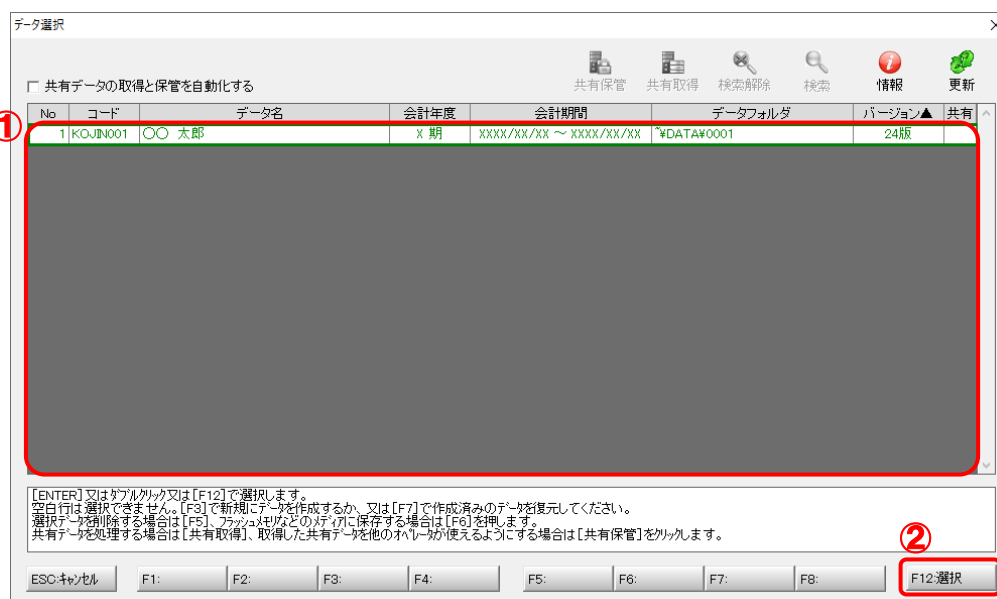 データ選択
共有データの取得と保管を自動化する
共有保管 共有取得 検索解除 検索 情報 更新
①
No コード データ名 会計年度 会計期間 データフォルダ バージョン▲ 共有
1 KOJIN001 〇〇 太郎 X 期 XXXX/XX/XX ～ XXXX/XX/XX ~¥DATA¥0001 24版
[ENTER]又はダブルクリック又は[F12]で選択します。
空白行は選択できません。[F3]で新規にデータを作成するか、又は[F7]で作成済みのデータを復元してください。
選択データを削除する場合は[F5]、フラッシュメモリなどのメディアに保存する場合は[F6]を押します。
共有データを処理する場合は[共有取得]、取得した共有データを他のオペレータが使えるようにする場合は[共有保管]をクリックします。
②
ESC:キャンセル F1: F2: F3: F4: F5: F6: F7: F8: F12:選択